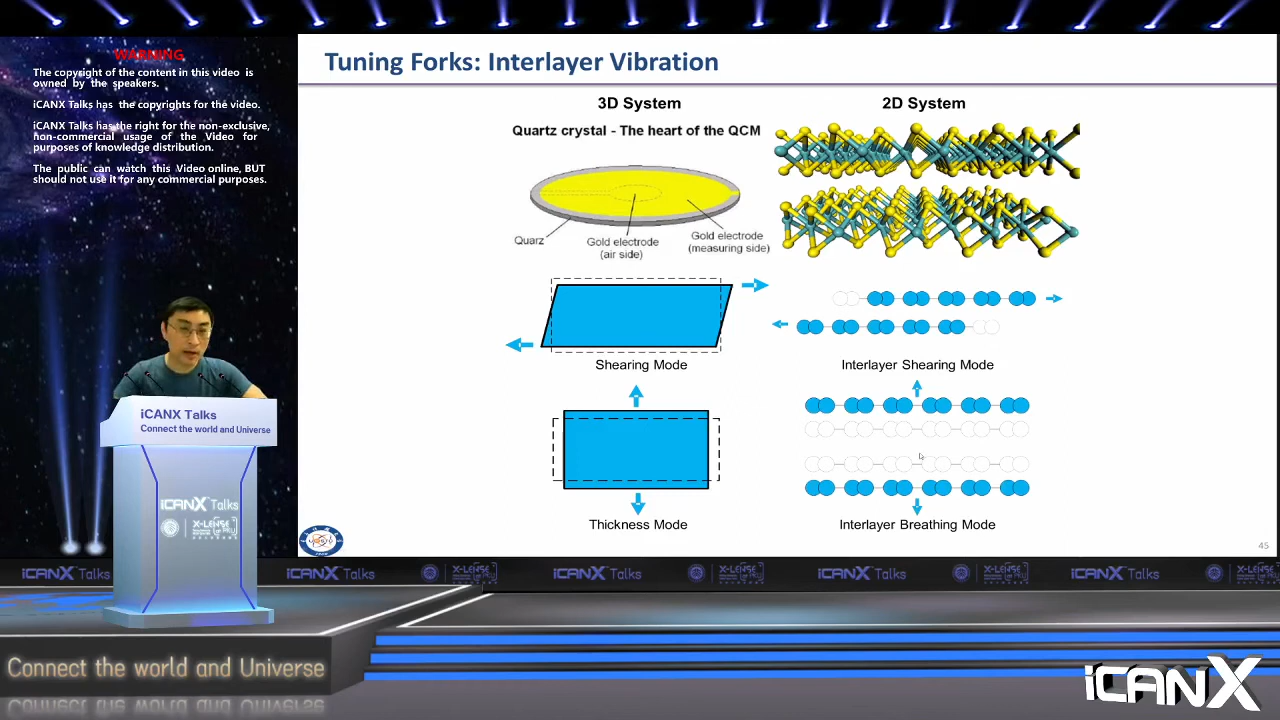 WARNING
The copyright of the content in this video is
owned by the speakers.
iCANX Talks has the copyrights for the video.
iCANX Talks has the right for the non-exclusive,
non-commercial usage of the Video for
purposes of knowledge distribution.
The public can watch this Video online, BUT
should not use it for any commercial purposes.
Tuning Forks: Interlayer Vibration
3D System
2D System
Quartz crystal - The heart of the QCM
Quarz
Gold electrode
(air side)
Gold electrode
(measuring side)
Shearing Mode
Interlayer Shearing Mode
Thickness Mode
Interlayer Breathing Mode
45
iCANX Talks
Connect the world and Universe
iCANX Talks
X-LENSE
iCANX Talks
X-LENSE
iCANX Talks
X-LENSE
iCANX Talks
X-LENSE
iCANX Talks
X-LENSE
Connect the world and Universe
iCANX